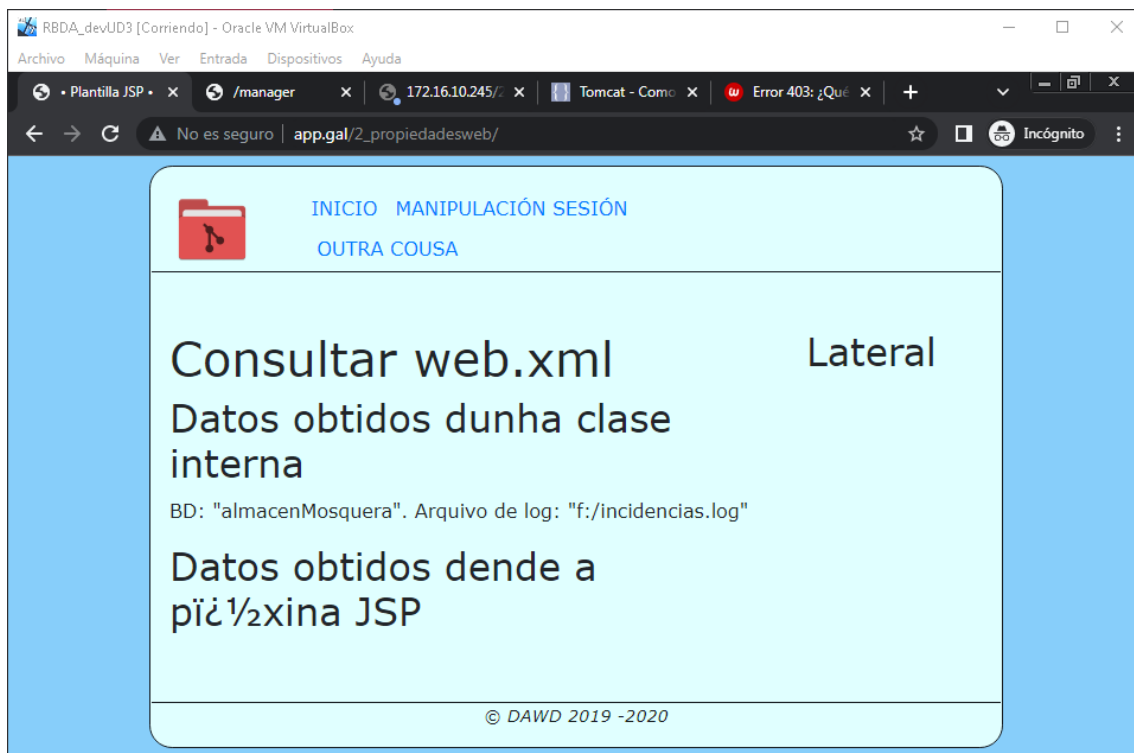 RBDA_devUD3 [Corriendo] - Oracle VM VirtualBox
Archivo Máquina Ver Entrada Dispositivos Ayuda
• Plantilla JSP • /manager 172.16.10.245/2 Tomcat - Como Error 403: ¿Qué
No es seguro app.gal/2_propiedadesweb/ Incógnito
INICIO MANIPULACIÓN SESIÓN
OUTRA COUSA
Consultar web.xml Lateral
Datos obtidos dunha clase
interna
BD: "almacenMosquera". Arquivo de log: "f:/incidencias.log"
Datos obtidos dende a
pï¿½xina JSP
© DAWD 2019 -2020